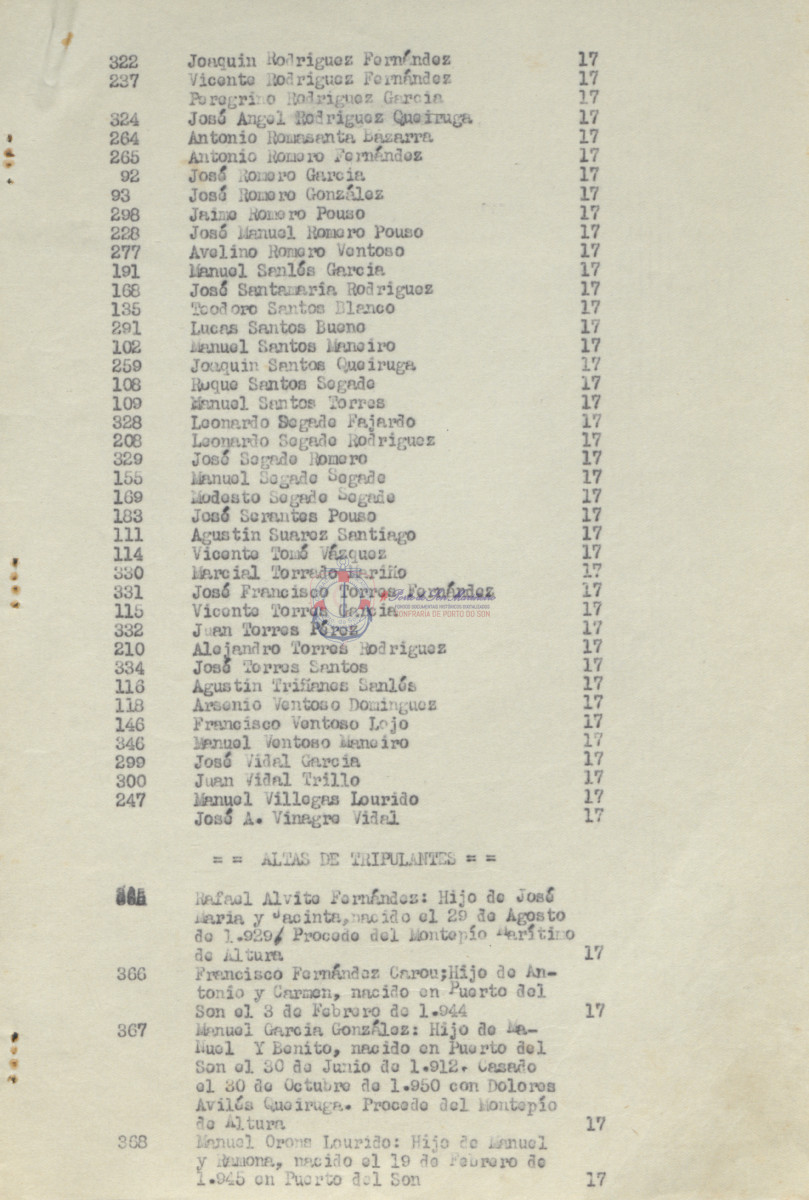 322 Joaquin Rodriguez Fernández 17
237 Vicente Rodriguez Fernández 17
Peregrino Rodriguez Garcia 17
324 José Angel Rodriguez Queiruga 17
264 Antonio Romasanta Bazarra 17
265 Antonio Romero Fernández 17
92 José Romero Garcia 17
93 José Romero González 17
298 Jaime Romero Pouso 17
228 José Manuel Romero Pouso 17
277 Avelino Romero Ventoso 17
191 Manuel Sanlés Garcia 17
168 José Santamaria Rodriguez 17
135 Teodoro Santos Blanco 17
291 Lucas Santos Bueno 17
102 Manuel Santos Maneiro 17
259 Joaquin Santos Queiruga 17
108 Roque Santos Segade 17
109 Manuel Santos Torres 17
328 Leonardo Segade Fajardo 17
208 Leonardo Segade Rodriguez 17
329 José Segade Romero 17
155 Manuel Segade Segade 17
169 Modesto Segade Segade 17
183 José Serantes Pouso 17
111 Agustin Suarez Santiago 17
114 Vicente Tomé Vázquez 17
330 Marcial Torrado Mariño 17
331 José Francisco Torres Fernández 17
115 Vicente Torres Garcia 17
CONFRARIA DE PORTO DO SON
332 Juan Torres Pérez 17
210 Alejandro Torres Rodriguez 17
334 José Torres Santos 17
116 Agustin Triñanes Sanlés 17
118 Arsenio Ventoso Dominguez 17
146 Francisco Ventoso Lojo 17
346 Manuel Ventoso Maneiro 17
299 José Vidal Garcia 17
300 Juan Vidal Trillo 17
247 Manuel Villegas Lourido 17
José A. Vinagre Vidal 17
= = ALTAS DE TRIPULANTES = =
Rafael Alvite Fernández: Hijo de José
Maria y Jacinta,nacido el 29 de Agosto
de 1.929/ Procede del Montepío Marítimo
de Altura 17
366 Francisco Fernández Carou;Hijo de An-
tonio y Carmen, nacido en Puerto del
Son el 3 de Febrero de 1.944 17
367 Manuel Garcia González: Hijo de Ma-
nuel Y Benito, nacido en Puerto del
Son el 30 de Junio de 1.912. Casado
el 30 de Octubre de 1.950 con Dolores
Avilés Queiruga. Procede del Montepío
de Altura 17
368 Manuel Orons Lourido: Hijo de Manuel
y Ramona, nacido el 19 de Febrero de
1.945 en Puerto del Son 17